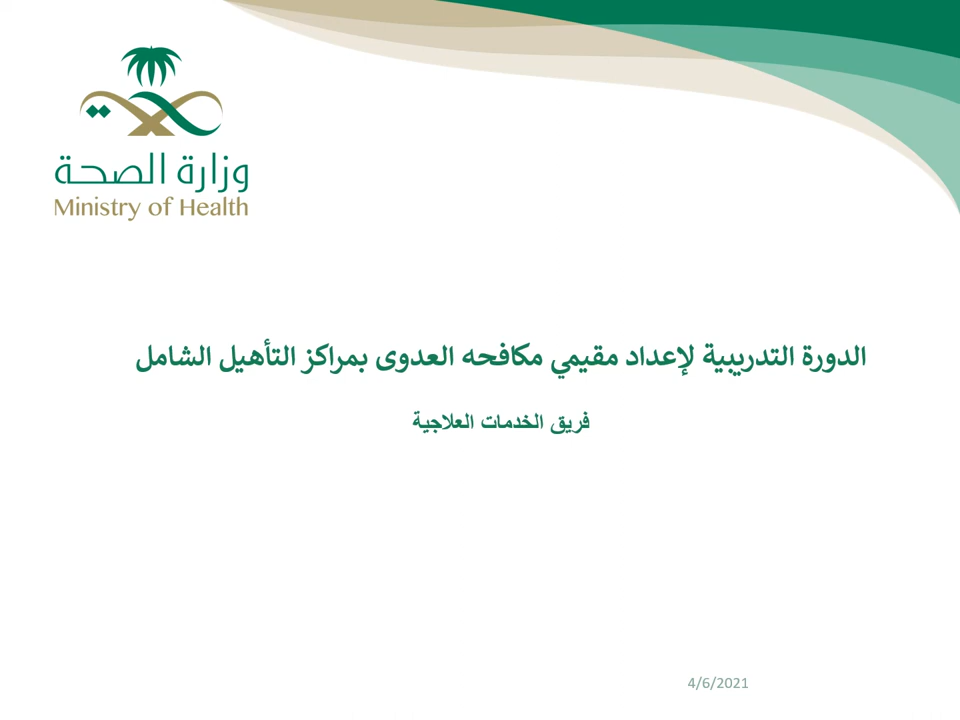 وزارة الصحة
Ministry of Health
الدورة التدريبية لإعداد مقيمي مكافحه العدوى بمراكز التأهيل الشامل
فريق الخدمات العلاجية
4/6/2021